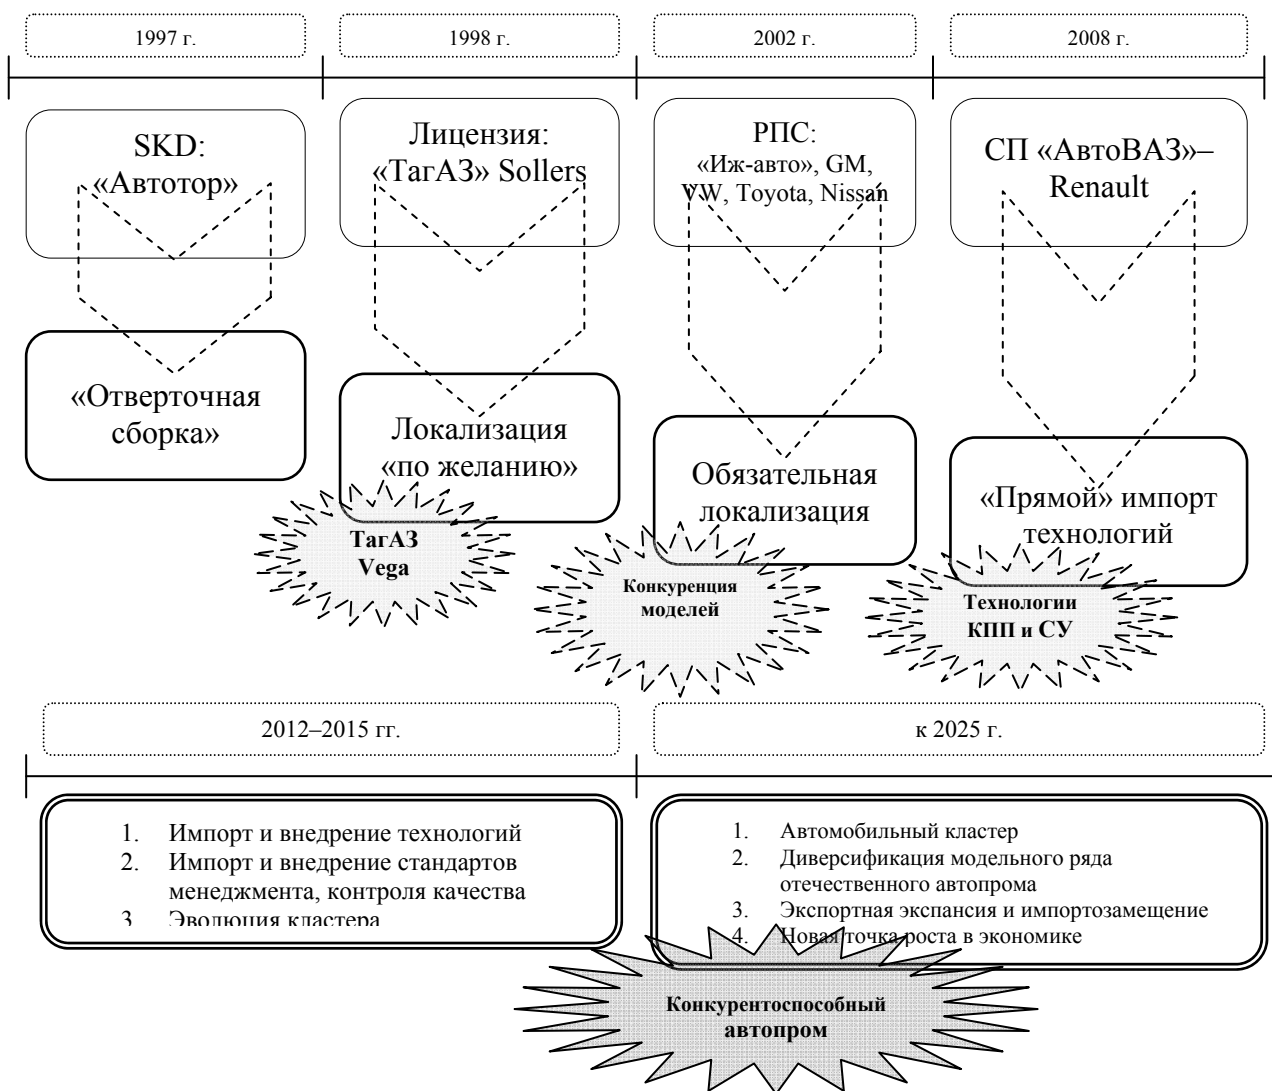 1997 г.
1998 г.
2002 г.
2008 г.
SKD:
«Автотор»
Лицензия:
«ТагАЗ» Sollers
РПС:
«Иж-авто», GM,
VW, Toyota, Nissan
СП «АвтоВАЗ»–
Renault
«Отверточная
сборка»
Локализация
«по желанию»
Обязательная
локализация
«Прямой» импорт
технологий
ТагАЗ
Vega
Конкуренция
моделей
Технологии
КПП и СУ
2012–2015 гг.
к 2025 г.
1. Импорт и внедрение технологий
2. Импорт и внедрение стандартов
менеджмента, контроля качества
3 Эволюция кластера
1. Автомобильный кластер
2. Диверсификация модельного ряда
отечественного автопрома
3. Экспортная экспансия и импортозамещение
4. Новая точка роста в экономике
Конкурентоспособный
автопром